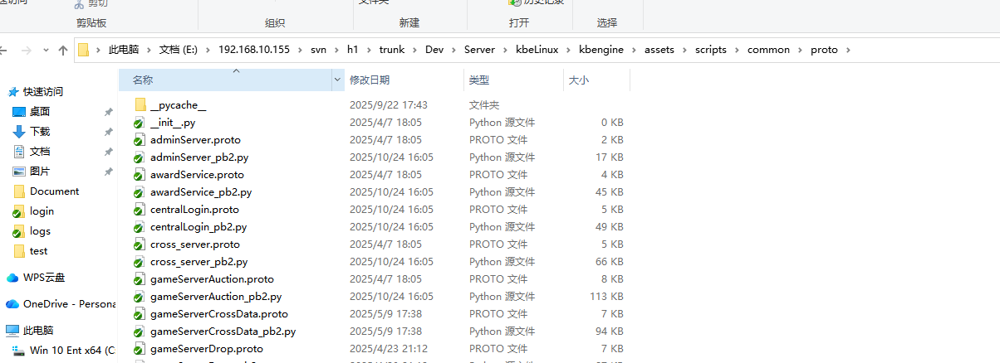 速访问 剪切 文件夹 历史记录
剪贴板 组织 新建 打开 选择
此电脑 文档 (E:) 192.168.10.155 svn h1 trunk Dev Server kbeLinux kbengine assets scripts common proto
名称 修改日期 类型 大小
快速访问
桌面
下载
文档
图片
Document
login
logs
test
WPS云盘
OneDrive - Persona
此电脑
Win 10 Ent x64 (C:
__pycache__ 2025/9/22 17:43 文件夹
__init__.py 2025/4/7 18:05 Python 源文件 0 KB
adminServer.proto 2025/4/7 18:05 PROTO 文件 2 KB
adminServer_pb2.py 2025/10/24 16:05 Python 源文件 17 KB
awardService.proto 2025/4/7 18:05 PROTO 文件 4 KB
awardService_pb2.py 2025/10/24 16:05 Python 源文件 45 KB
centralLogin.proto 2025/10/24 16:05 PROTO 文件 5 KB
centralLogin_pb2.py 2025/10/24 16:05 Python 源文件 49 KB
cross_server.proto 2025/4/7 18:05 PROTO 文件 5 KB
cross_server_pb2.py 2025/10/24 16:05 Python 源文件 66 KB
gameServerAuction.proto 2025/4/7 18:05 PROTO 文件 8 KB
gameServerAuction_pb2.py 2025/10/24 16:05 Python 源文件 113 KB
gameServerCrossData.proto 2025/5/9 17:38 PROTO 文件 7 KB
gameServerCrossData_pb2.py 2025/5/9 17:38 Python 源文件 94 KB
gameServerDrop.proto 2025/4/23 21:12 PROTO 文件 7 KB